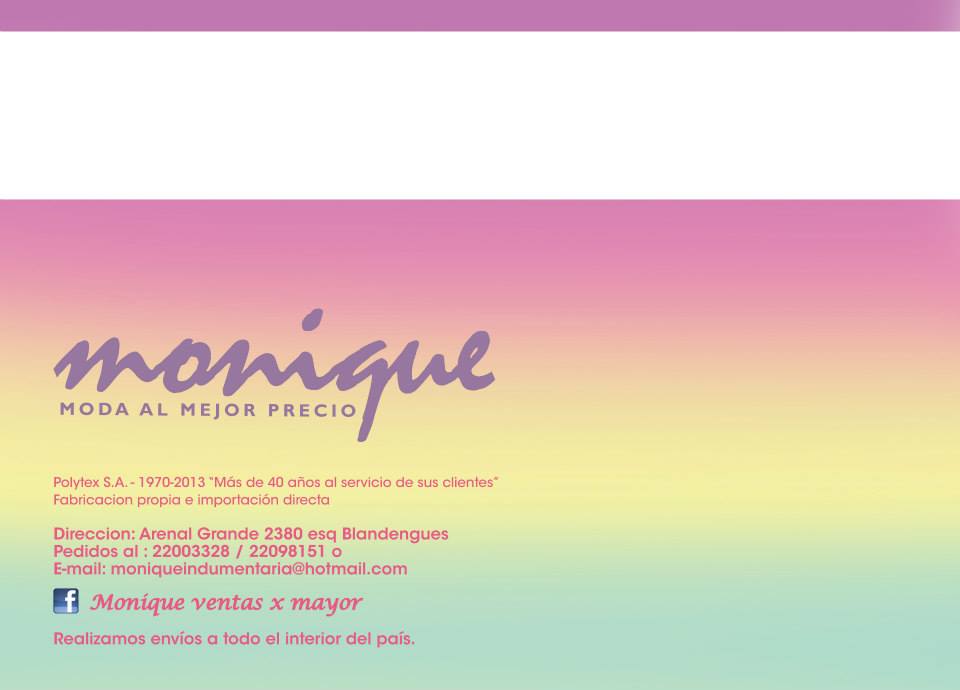 monique
MODA AL MEJOR PRECIO
Polytex S.A. - 1970-2013 "Más de 40 años al servicio de sus clientes"
Fabricacion propia e importación directa
Direccion: Arenal Grande 2380 esq Blandengues
Pedidos al : 22003328 / 22098151 o
E-mail: moniqueindumentaria@hotmail.com
f Monique ventas x mayor
Realizamos envíos a todo el interior del país.